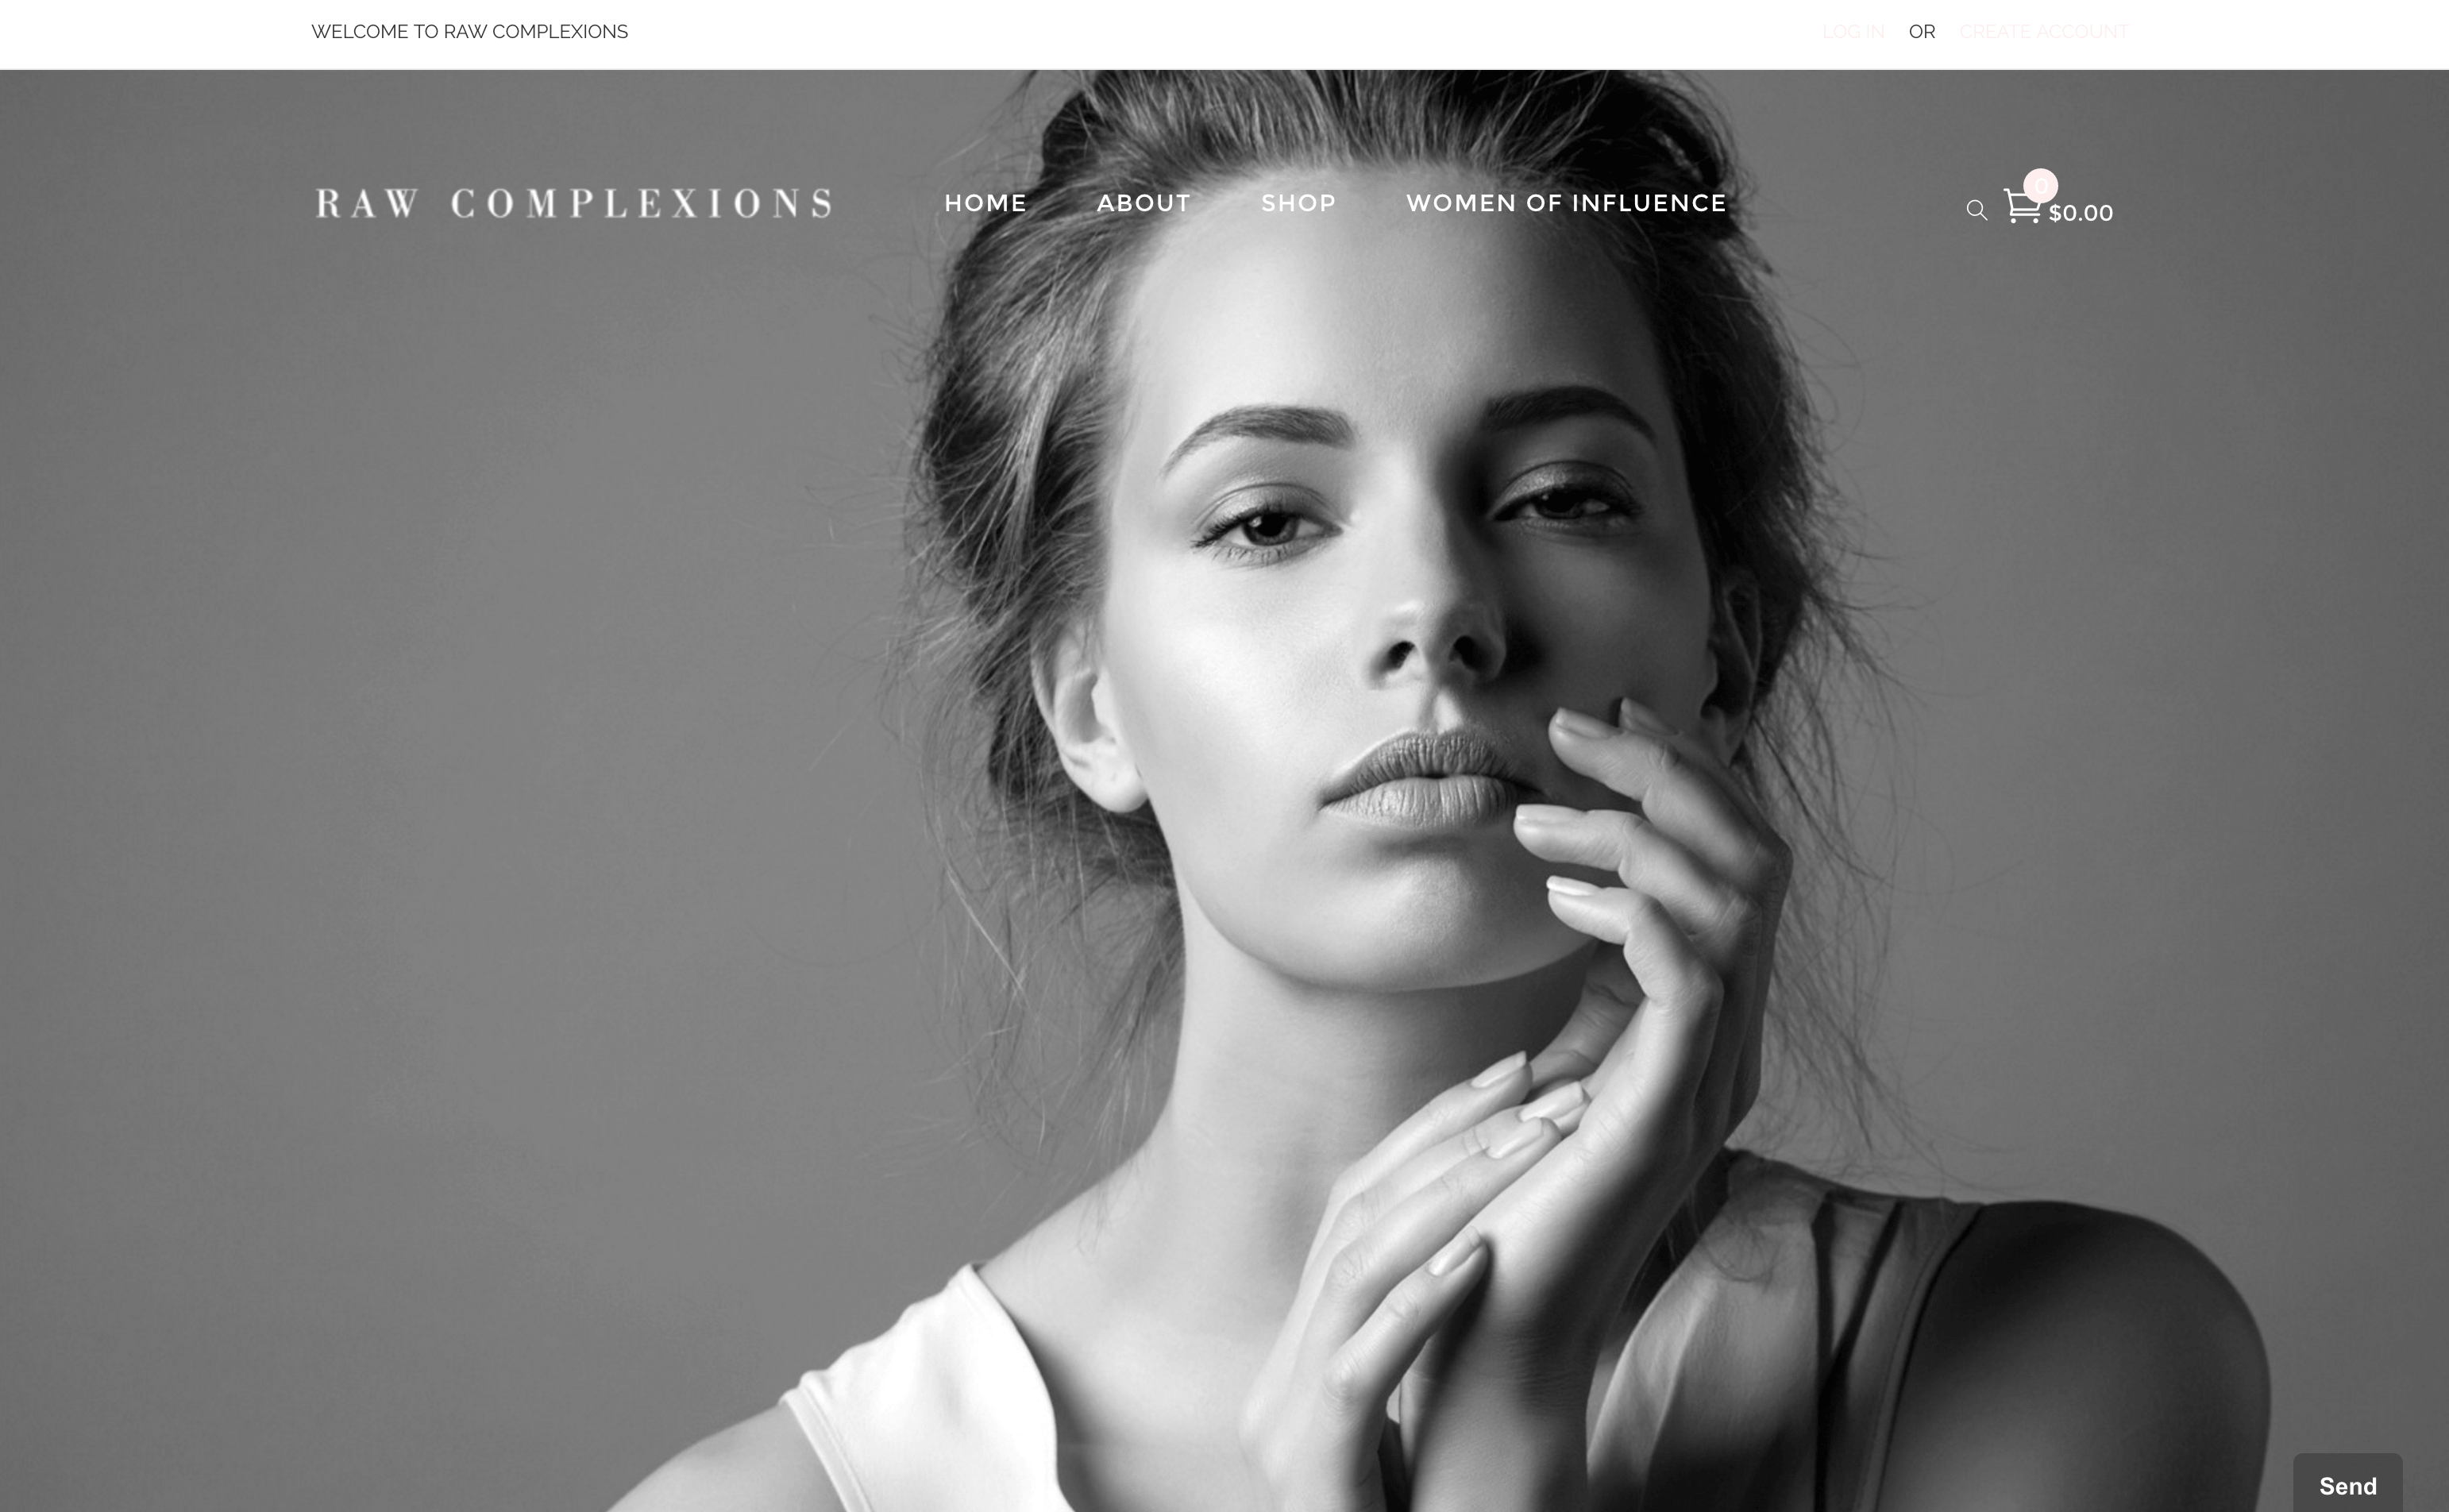 WELCOME TO RAW COMPLEXIONS
LOG IN OR CREATE ACCOUNT
RAW COMPLEXIONS
HOME ABOUT SHOP WOMEN OF INFLUENCE
0
$0.00
Send